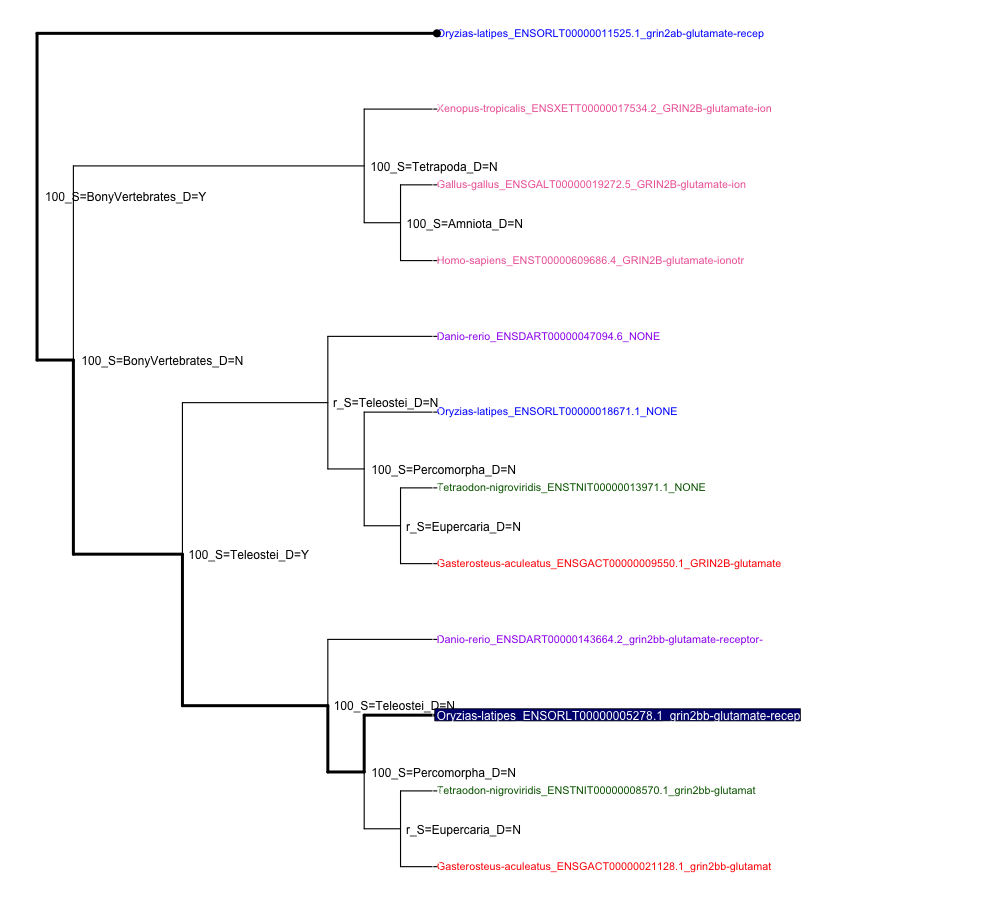 Oryzias-latipes_ENSORLT00000011525.1_grin2ab-glutamate-recep
Xenopus-tropicalis_ENSXETT00000017534.2_GRIN2B-glutamate-ion
100_S=Tetrapoda_D=N
Gallus-gallus_ENSGALT00000019272.5_GRIN2B-glutamate-ion
100_S=BonyVertebrates_D=Y
100_S=Amniota_D=N
Homo-sapiens_ENST00000609686.4_GRIN2B-glutamate-ionotr
Danio-rerio_ENSDART00000047094.6_NONE
100_S=BonyVertebrates_D=N
r_S=Teleostei_D=N
Oryzias-latipes_ENSORLT00000018671.1_NONE
100_S=Percomorpha_D=N
Tetraodon-nigroviridis_ENSTNIT00000013971.1_NONE
r_S=Eupercaria_D=N
100_S=Teleostei_D=Y
Gasterosteus-aculeatus_ENSGACT00000009550.1_GRIN2B-glutamate
Danio-rerio_ENSDART00000143664.2_grin2bb-glutamate-receptor-
100_S=Teleostei_D=N
Oryzias-latipes_ENSORLT00000005278.1_grin2bb-glutamate-recep
100_S=Percomorpha_D=N
Tetraodon-nigroviridis_ENSTNIT00000008570.1_grin2bb-glutamat
r_S=Eupercaria_D=N
Gasterosteus-aculeatus_ENSGACT00000021128.1_grin2bb-glutamat